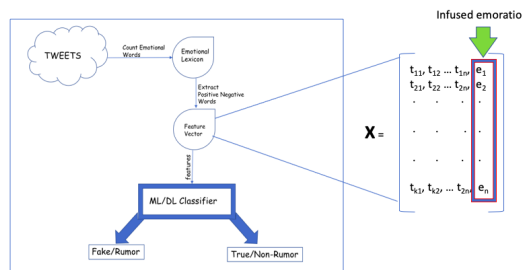 Infused emoratio
TWEETS
Count Emotional
Words
Emotional
Lexicon
Extract
Positive Negative
Words
Feature
Vector
features
ML/DL Classifier
Fake/Rumor
True/Non-Rumor
X =
t11, t12 ... t1n, e1
t21, t22 ... t2n, e2
. . . .
. . . .
. . . .
tk1, tk2, ... t2n, en